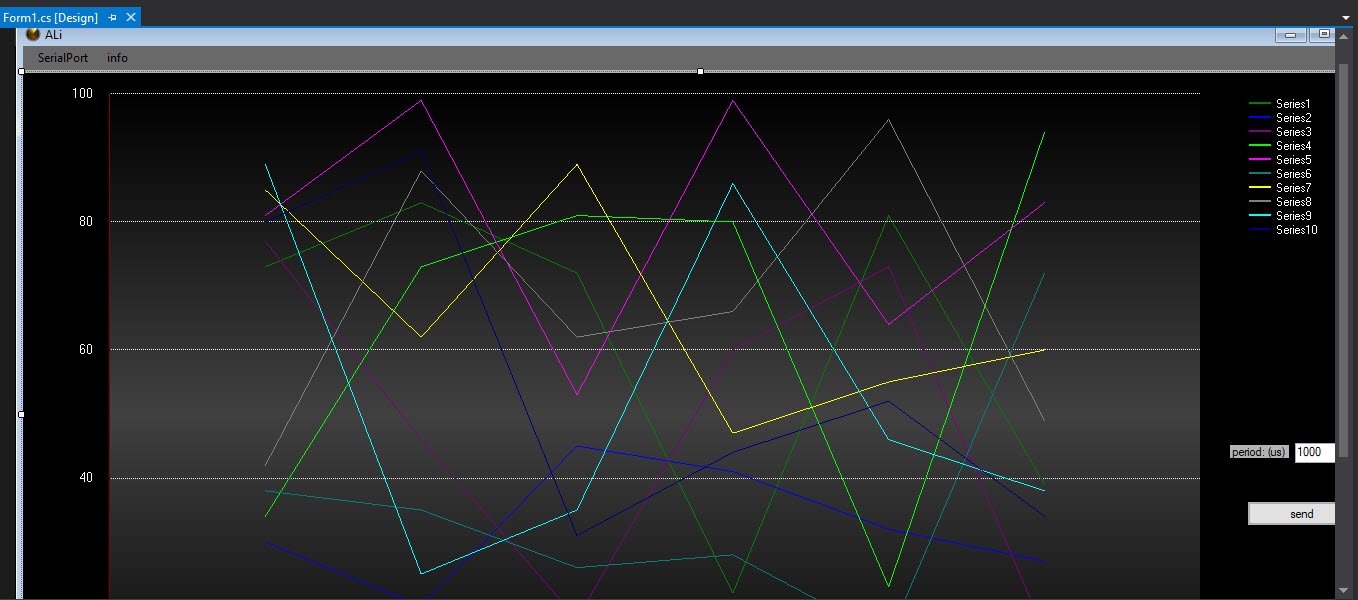 Form1.cs [Design]
ALi
SerialPort info
100
80
60
40
Series1
Series2
Series3
Series4
Series5
Series6
Series7
Series8
Series9
Series10
period: (us) 1000
send